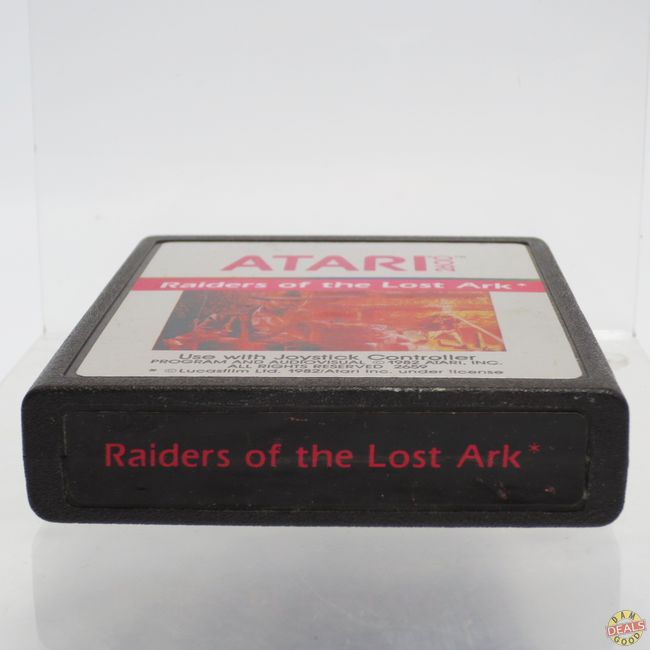 ATARI 2600
Raiders of the Lost Ark*
Use with Joystick Controller
PROGRAM AND AUDIOVISUAL ©1982 ATARI, INC.
ALL RIGHTS RESERVED 2659
* ©Lucasfilm Ltd. 1982/Atari Inc. under license
Raiders of the Lost Ark*
DAM
DEALS
GOOD